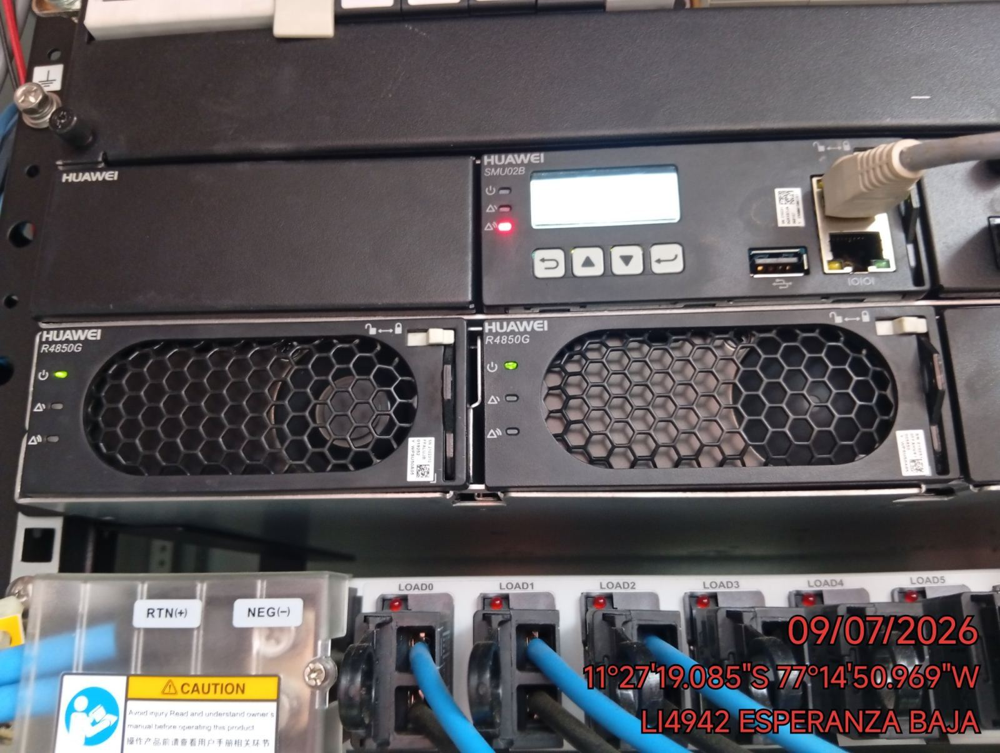 HUAWEI
HUAWEI
SMU02B
HUAWEI
R4850G
HUAWEI
R4850G
LOAD0
LOAD1
LOAD2
LOAD3
LOAD4
LOAD5
RTN(+)
NEG(−)
CAUTION
Avoid injury Read and understand owner's
manual before operating this product
操作产品前请查看用户手册相关环节
09/07/2026
11°27'19.085"S 77°14'50.969"W
LI4942 ESPERANZA BAJA